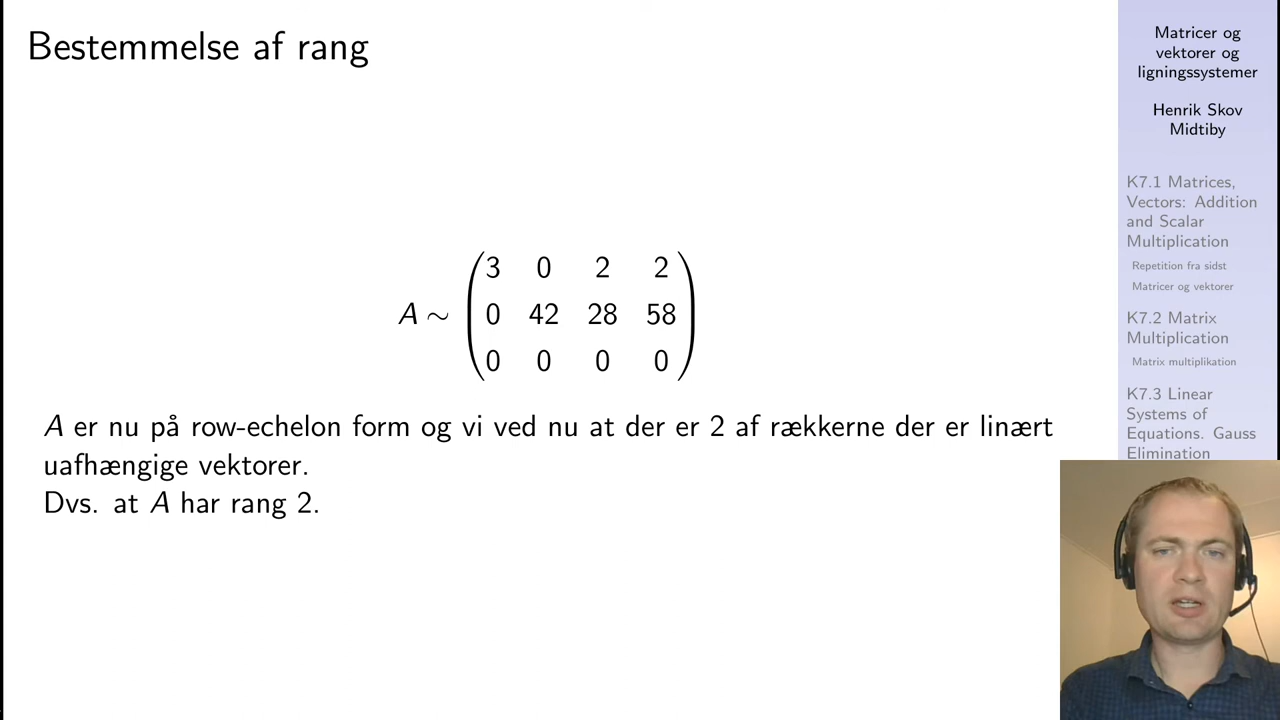 Bestemmelse af rang
A ∼ (3 0 2 2
0 42 28 58
0 0 0 0)
A er nu på row-echelon form og vi ved nu at der er 2 af rækkerne der er linært
uafhængige vektorer.
Dvs. at A har rang 2.
Matricer og
vektorer og
ligningssystemer
Henrik Skov
Midtiby
K7.1 Matrices,
Vectors: Addition
and Scalar
Multiplication
Repetition fra sidst
Matricer og vektorer
K7.2 Matrix
Multiplication
Matrix multiplikation
K7.3 Linear
Systems of
Equations. Gauss
Elimination